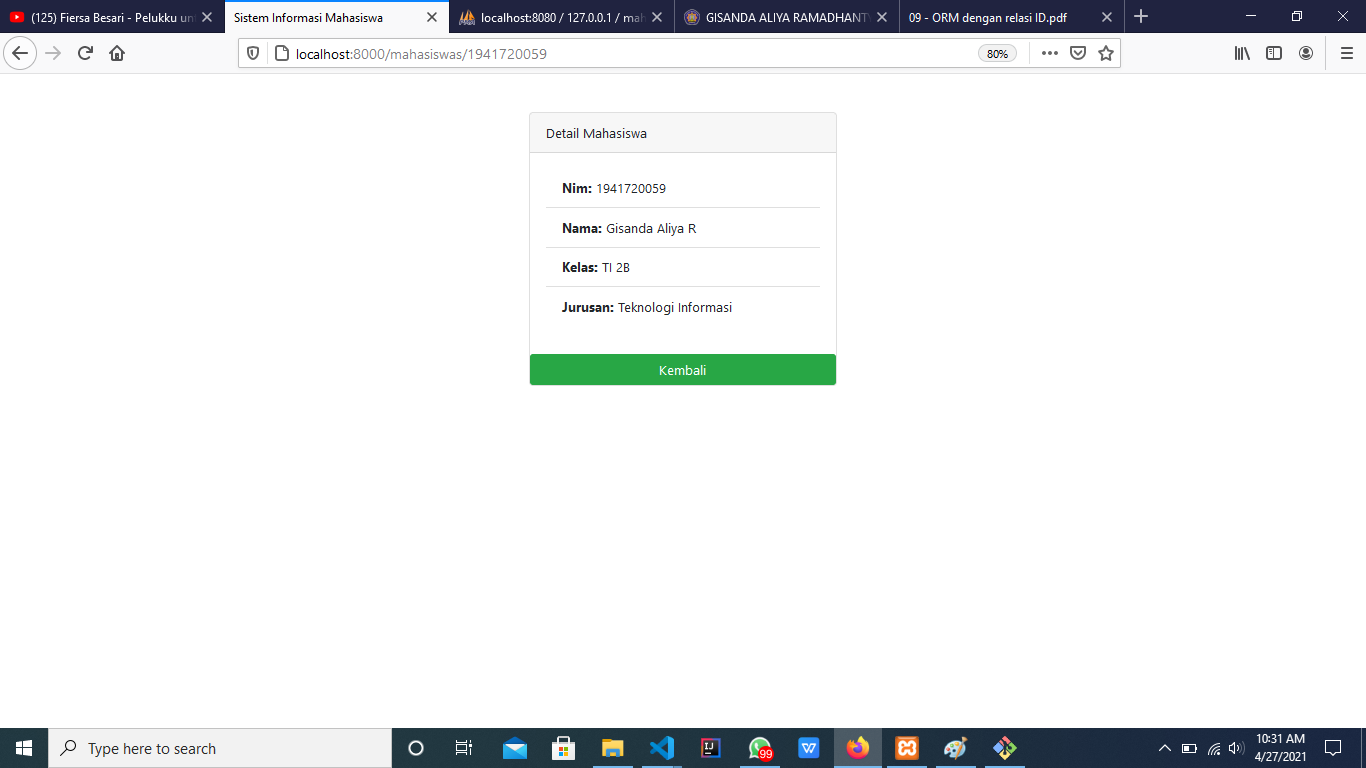 (125) Fiersa Besari - Pelukku un
Sistem Informasi Mahasiswa
localhost:8080 / 127.0.0.1 / mah
GISANDA ALIYA RAMADHANTY
09 - ORM dengan relasi ID.pdf
localhost:8000/mahasiswas/1941720059
80%
Detail Mahasiswa
Nim: 1941720059
Nama: Gisanda Aliya R
Kelas: TI 2B
Jurusan: Teknologi Informasi
Kembali
Type here to search
99
10:31 AM
4/27/2021